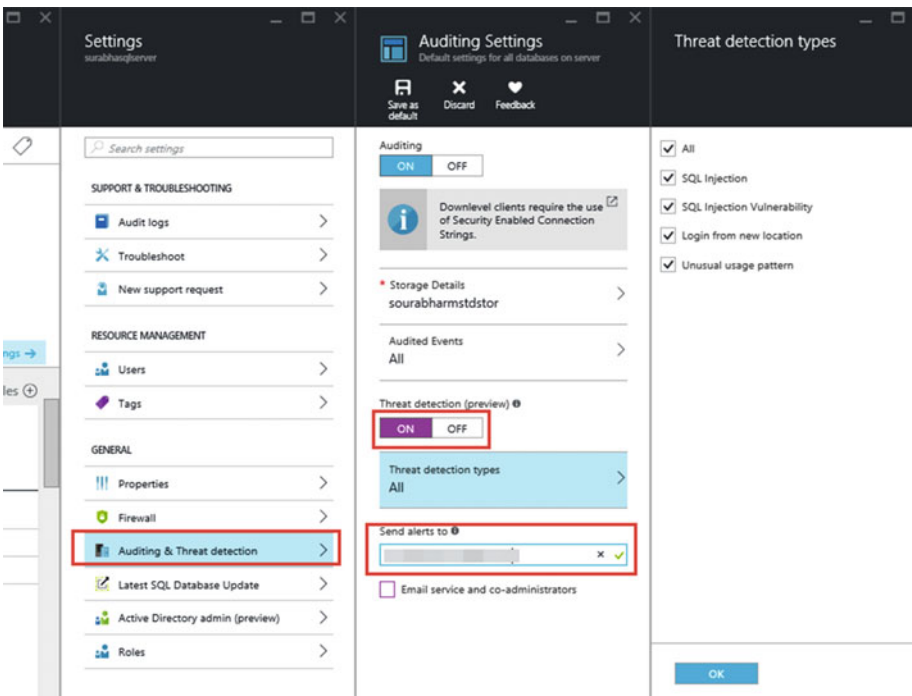 Settings
surabhasqlserver
Search settings
SUPPORT & TROUBLESHOOTING
Audit logs
Troubleshoot
New support request
RESOURCE MANAGEMENT
Users
Tags
GENERAL
Properties
Firewall
Auditing & Threat detection
Latest SQL Database Update
Active Directory admin (preview)
Roles
ngs →
les
Auditing Settings
Default settings for all databases on server
Save as
default
Discard
Feedback
Auditing
ON OFF
Downlevel clients require the use
of Security Enabled Connection
Strings.
* Storage Details
sourabharmstdstor
Audited Events
All
Threat detection (preview)
ON OFF
Threat detection types
All
Send alerts to
Email service and co-administrators
Threat detection types
All
SQL Injection
SQL Injection Vulnerability
Login from new location
Unusual usage pattern
OK